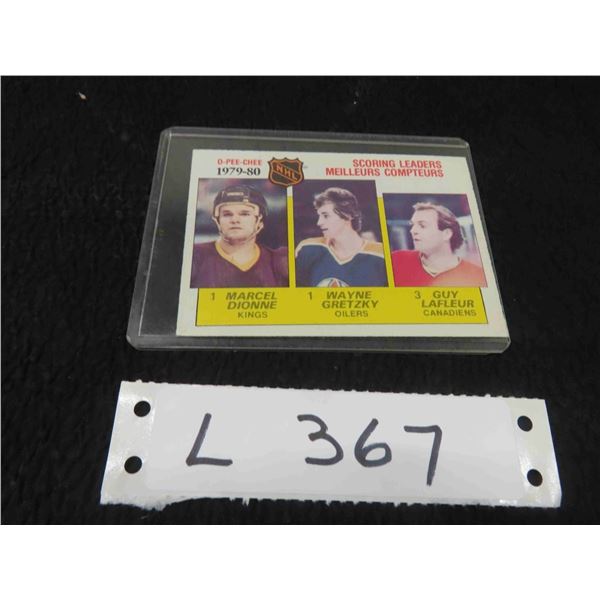 O-PEE-CHEE
1979-80
NHL
SCORING LEADERS
MEILLEURS COMPTEURS
1 MARCEL DIONNE
KINGS
1 WAYNE GRETZKY
OILERS
3 GUY LAFLEUR
CANADIENS
L 367